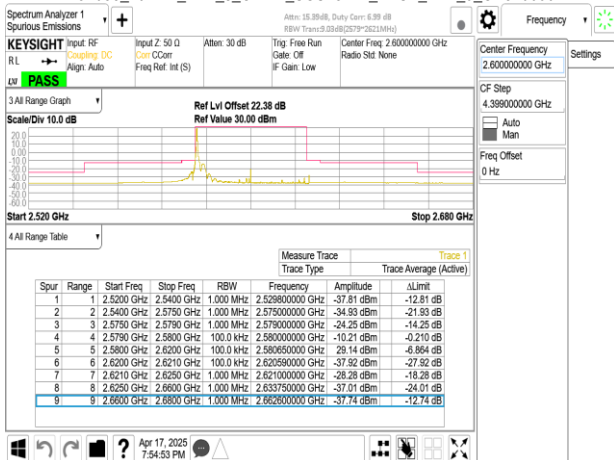 Spectrum Analyzer 1
Spurious Emissions
+
Attn: 15.39dB, Duty Corr: 6.99 dB
RBW Trans:9.03dB(2579*2621MHz)
Frequency
KEYSIGHT
RL
LXI
PASS
Input: RF
Coupling: DC
Align: Auto
Input Z: 50 Ω
Corr CCorr
Freq Ref: Int (S)
Atten: 30 dB
Trig: Free Run
Gate: Off
IF Gain: Low
Center Freq: 2.600000000 GHz
Radio Std: None
Center Frequency
2.600000000 GHz
Settings
CF Step
4.399000000 GHz
Auto
Man
Freq Offset
0 Hz
3 All Range Graph
Scale/Div 10.0 dB
Ref Lvl Offset 22.38 dB
Ref Value 30.00 dBm
20.0
10.0
0.00
-10.0
-20.0
-30.0
-40.0
-50.0
-60.0
Start 2.520 GHz
Stop 2.680 GHz
4 All Range Table
Measure Trace Trace 1
Trace Type Trace Average (Active)
Spur Range Start Freq Stop Freq RBW Frequency Amplitude ΔLimit
1 1 2.5200 GHz 2.5400 GHz 1.000 MHz 2.529800000 GHz -37.81 dBm -12.81 dB
2 2 2.5400 GHz 2.5750 GHz 1.000 MHz 2.575000000 GHz -34.93 dBm -21.93 dB
3 3 2.5750 GHz 2.5790 GHz 1.000 MHz 2.579000000 GHz -24.25 dBm -14.25 dB
4 4 2.5790 GHz 2.5800 GHz 100.0 kHz 2.580000000 GHz -10.21 dBm -0.210 dB
5 5 2.5800 GHz 2.6200 GHz 100.0 kHz 2.580650000 GHz 29.14 dBm -6.864 dB
6 6 2.6200 GHz 2.6210 GHz 100.0 kHz 2.620590000 GHz -37.92 dBm -27.92 dB
7 7 2.6210 GHz 2.6250 GHz 1.000 MHz 2.621000000 GHz -28.28 dBm -18.28 dB
8 8 2.6250 GHz 2.6600 GHz 1.000 MHz 2.633750000 GHz -37.01 dBm -24.01 dB
9 9 2.6600 GHz 2.6800 GHz 1.000 MHz 2.662600000 GHz -37.74 dBm -12.74 dB
?
Apr 17, 2025
7:54:53 PM